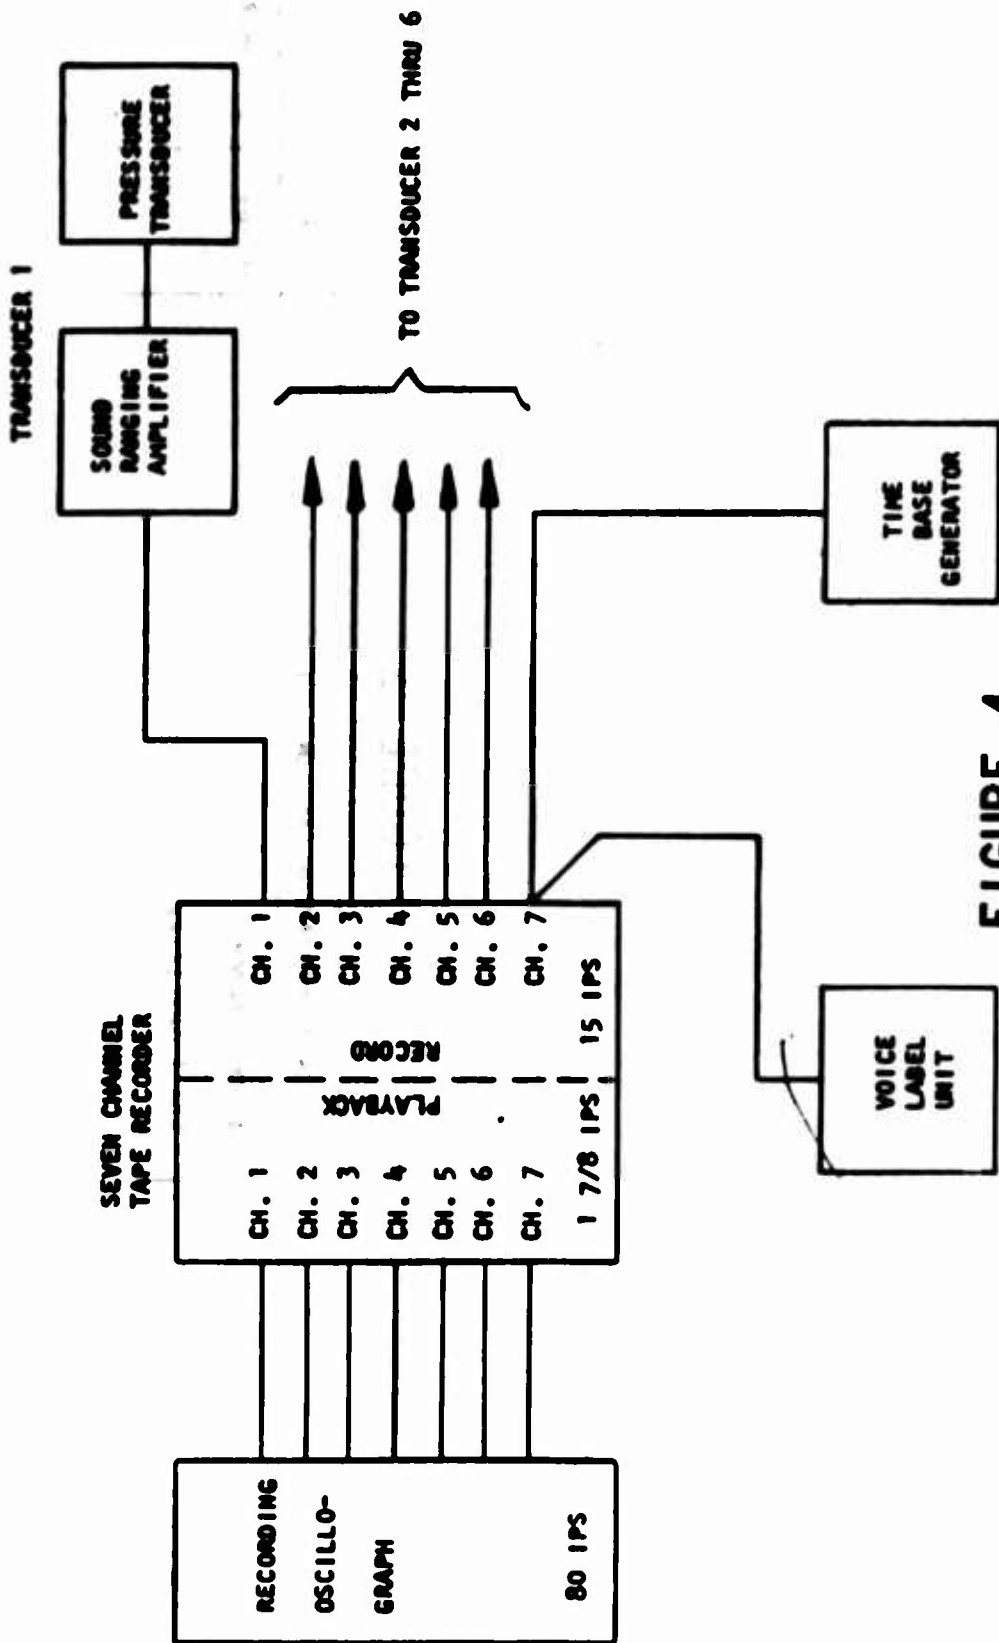 TRANSDUCER 1
SOUND
RANGING
AMPLIFIER
PRESSURE
TRANSDUCER
TO TRANSDUCER 2 THRU 6
SEVEN CHANNEL
TAPE RECORDER
RECORDING
OSCILLO-
GRAPH
80 IPS
PLAYBACK
CH. 1
CH. 2
CH. 3
CH. 4
CH. 5
CH. 6
CH. 7
1 7/8 IPS
RECORD
CH. 1
CH. 2
CH. 3
CH. 4
CH. 5
CH. 6
CH. 7
15 IPS
VOICE
LABEL
UNIT
TIME
BASE
GENERATOR
FIGURE 4